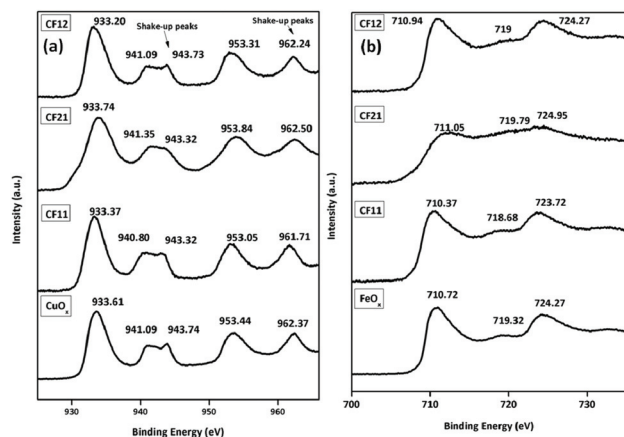 CF12
933.20
Shake-up peaks
Shake-up peaks
(a)
941.09
943.73
953.31
962.24
CF21
933.74
941.35
943.32
953.84
962.50
CF11
933.37
940.80
943.32
953.05
961.71
CuOx
933.61
941.09
943.74
953.44
962.37
Intensity (a.u.)
930
940
950
960
Binding Energy (eV)
CF12
710.94
719
724.27
(b)
CF21
711.05
719.79
724.95
CF11
710.37
718.68
723.72
FeOx
710.72
719.32
724.27
Intensity (a.u.)
700
710
720
730
Binding Energy (eV)